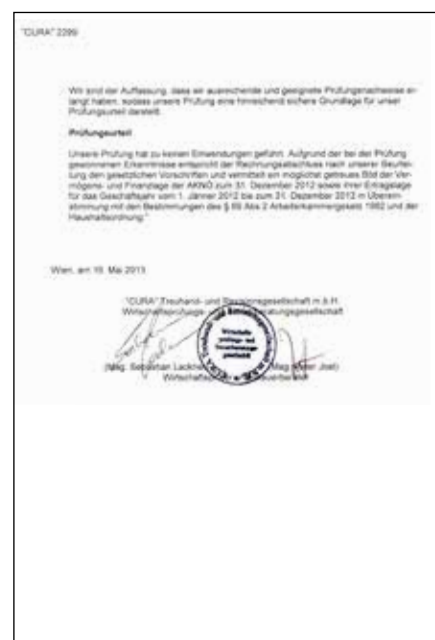 "CURA" 2299
Wir sind der Auffassung, dass wir ausreichende und geeignete Prüfungsnachweise er-
langt haben, sodass unsere Prüfung eine hinreichend sichere Grundlage für unser
Prüfungsurteil darstellt.
Prüfungsurteil
Unsere Prüfung hat zu keinen Einwendungen geführt. Aufgrund der bei der Prüfung
gewonnenen Erkenntnisse entspricht der Rechnungsabschluss nach unserer Beurtei-
lung den gesetzlichen Vorschriften und vermittelt ein möglichst getreues Bild der Ver-
mögens- und Finanzlage der AKNÖ zum 31. Dezember 2012 sowie ihrer Ertragslage
für das Geschäftsjahr vom 1. Jänner 2012 bis zum 31. Dezember 2012 in Überein-
stimmung mit den Bestimmungen des § Abs 2 Arbeiterkammergesetz 1992 und der
Haushaltsordnung."
Wien, am Mai 2013
"CURA" Treuhand- und Revisionsgesellschaft m.b.H.
Wirtschaftsprüfungs-
(Mag. Sebastian Mag. Joel)